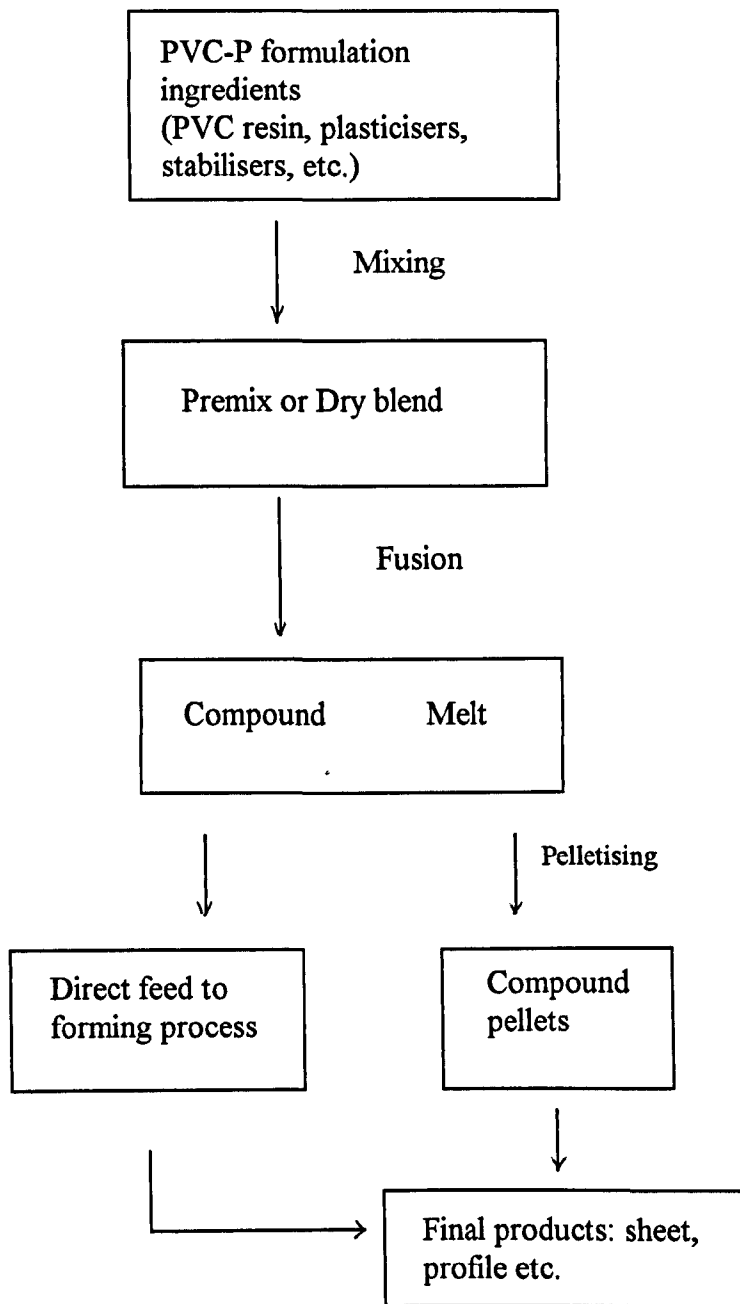 PVC-P formulation
ingredients
(PVC resin, plasticisers,
stabilisers, etc.)
Mixing
Premix or Dry blend
Fusion
Compound Melt
Pelletising
Direct feed to
forming process
Compound
pellets
Final products: sheet,
profile etc.